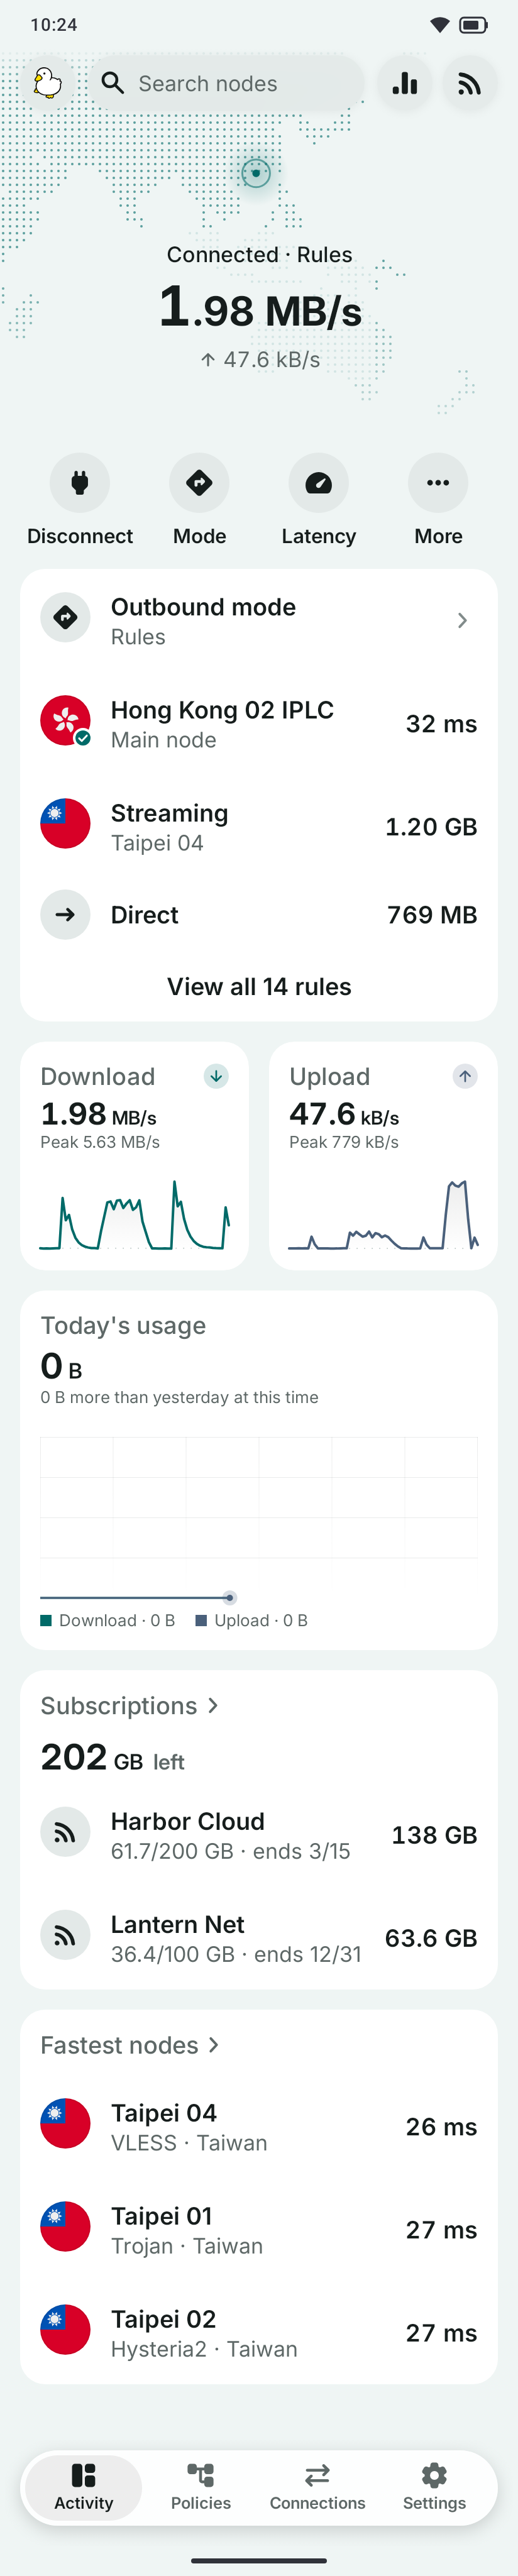 10:24
Search nodes
Connected · Rules
1.98 MB/s
↑ 47.6 kB/s
Disconnect
Mode
Latency
More
Outbound mode
Rules
Hong Kong 02 IPLC
Main node
32 ms
Streaming
Taipei 04
1.20 GB
Direct
769 MB
View all 14 rules
Download
1.98 MB/s
Peak 5.63 MB/s
Upload
47.6 kB/s
Peak 779 kB/s
Today's usage
0 B
0 B more than yesterday at this time
Download · 0 B
Upload · 0 B
Subscriptions
202 GB left
Harbor Cloud
61.7/200 GB · ends 3/15
138 GB
Lantern Net
36.4/100 GB · ends 12/31
63.6 GB
Fastest nodes
Taipei 04
VLESS · Taiwan
26 ms
Taipei 01
Trojan · Taiwan
27 ms
Taipei 02
Hysteria2 · Taiwan
27 ms
Activity
Policies
Connections
Settings